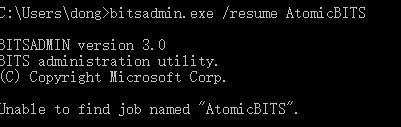 C:\Users\dong>bitsadmin.exe /resume AtomicBITS
BITSADMIN version 3.0
BITS administration utility.
(C) Copyright Microsoft Corp.
Unable to find job named "AtomicBITS".